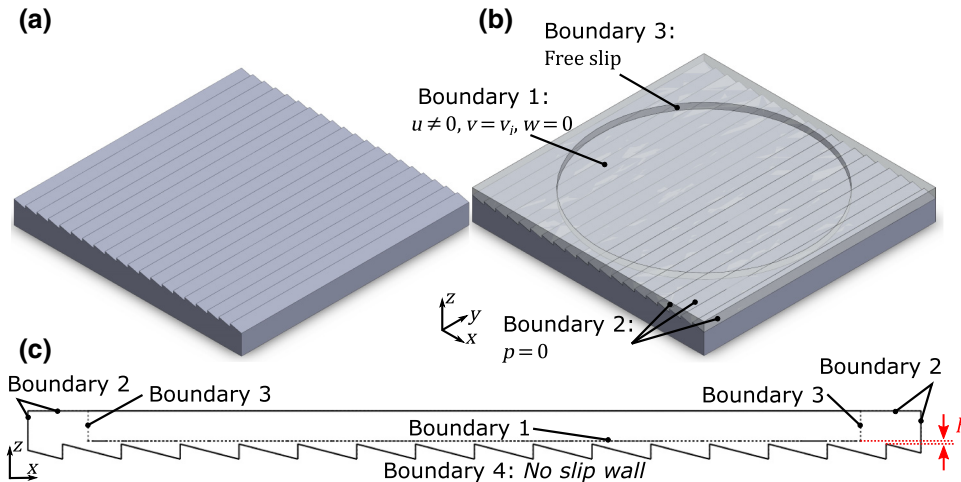 (a)
(b)
Boundary 3:
Free slip
Boundary 1:
u ≠ 0, v = vᵢ, w = 0
z
y
x
Boundary 2:
p = 0
(c)
Boundary 2
Boundary 3
Boundary 3
Boundary 2
Boundary 1
z
x
Boundary 4: No slip wall